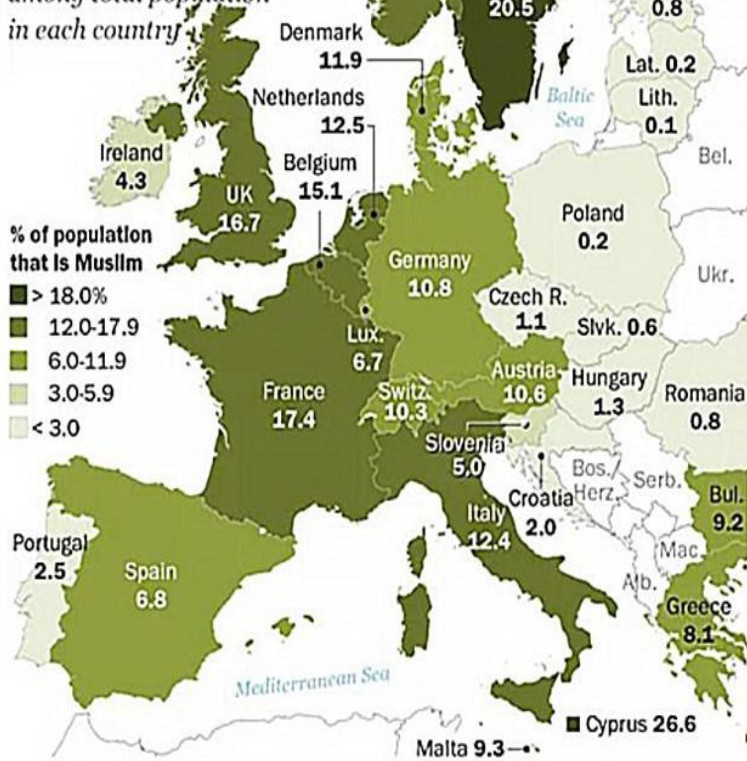 among total population
in each country
20.5
0.8
Denmark
11.9
Lat. 0.2
Netherlands
12.5
Baltic
Sea
Lith.
0.1
Bel.
Ireland
4.3
Belgium
15.1
UK
16.7
Poland
0.2
% of population
that is Muslim
> 18.0%
12.0-17.9
6.0-11.9
3.0-5.9
< 3.0
Germany
10.8
Ukr.
Czech R.
1.1
Slvk. 0.6
Lux.
6.7
France
17.4
Switz.
10.3
Austria
10.6
Hungary
1.3
Romania
0.8
Slovenia
5.0
Croatia
2.0
Bos.
Herz.
Serb.
Bul.
9.2
Italy
12.4
Mac.
Alb.
Portugal
2.5
Spain
6.8
Greece
8.1
Mediterranean Sea
Cyprus 26.6
Malta 9.3